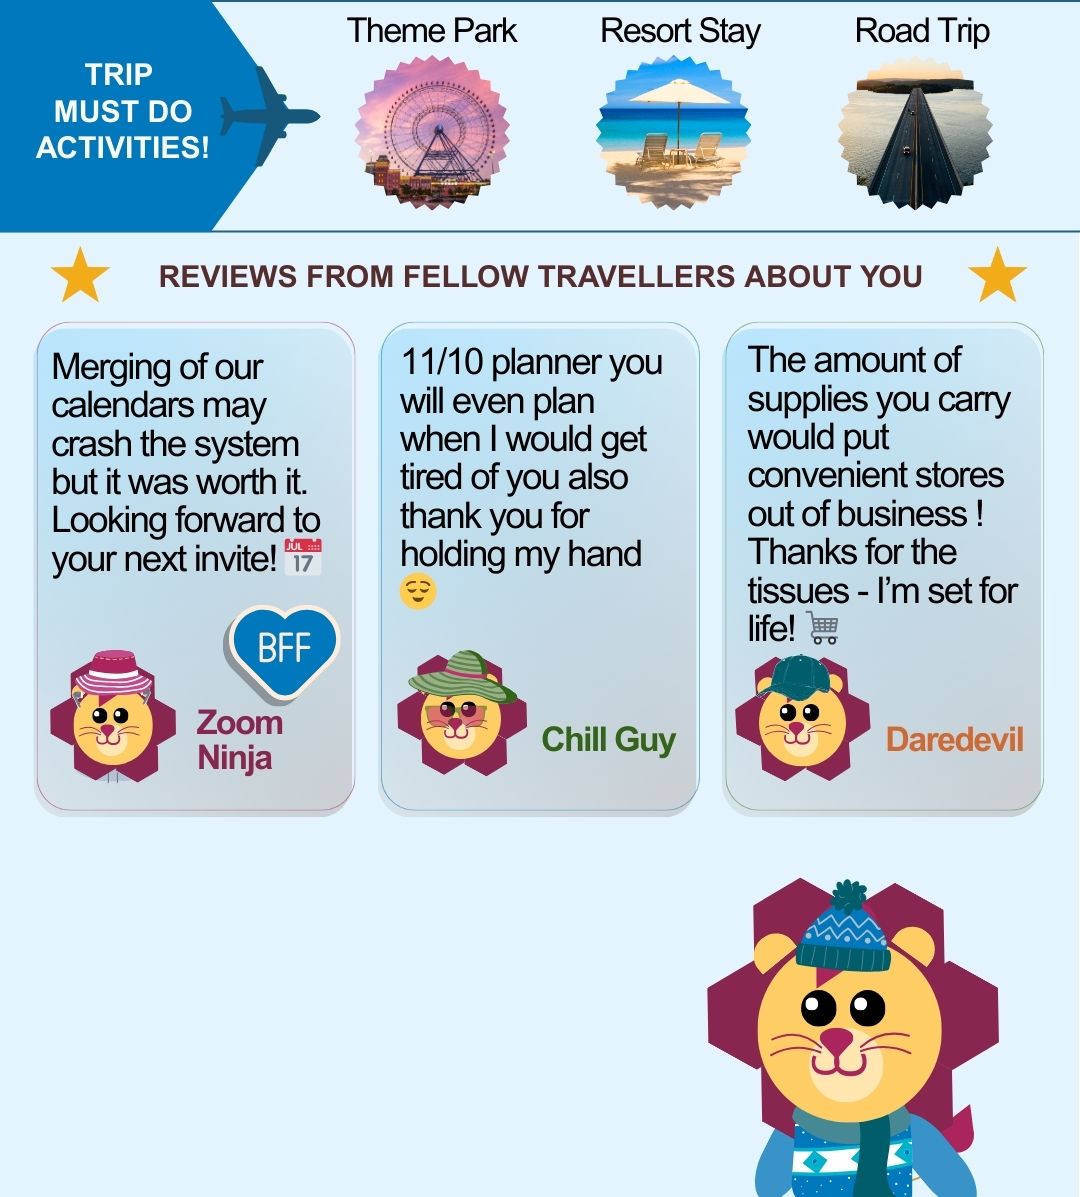 TRIP
MUST DO
ACTIVITIES!
Theme Park
Resort Stay
Road Trip
REVIEWS FROM FELLOW TRAVELLERS ABOUT YOU
Merging of our
calendars may
crash the system
but it was worth it.
Looking forward to
your next invite!
JUL
17
BFF
Zoom
Ninja
11/10 planner you
will even plan
when I would get
tired of you also
thank you for
holding my hand
Chill Guy
The amount of
supplies you carry
would put
convenient stores
out of business !
Thanks for the
tissues - I'm set for
life!
Daredevil